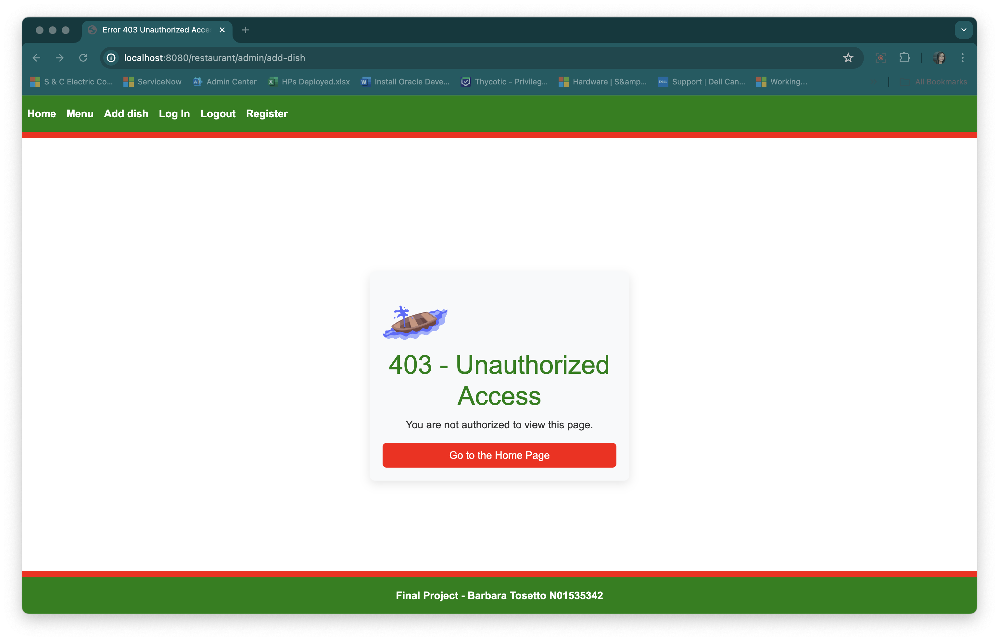 Error 403 Unauthorized Acce
localhost:8080/restaurant/admin/add-dish
S & C Electric Co... ServiceNow Admin Center HPs Deployed.xlsx Install Oracle Deve... Thycotic - Privileg... Hardware | S&amp... Support | Dell Can... Working... All Bookmarks
Home Menu Add dish Log In Logout Register
403 - Unauthorized
Access
You are not authorized to view this page.
Go to the Home Page
Final Project - Barbara Tosetto N01535342